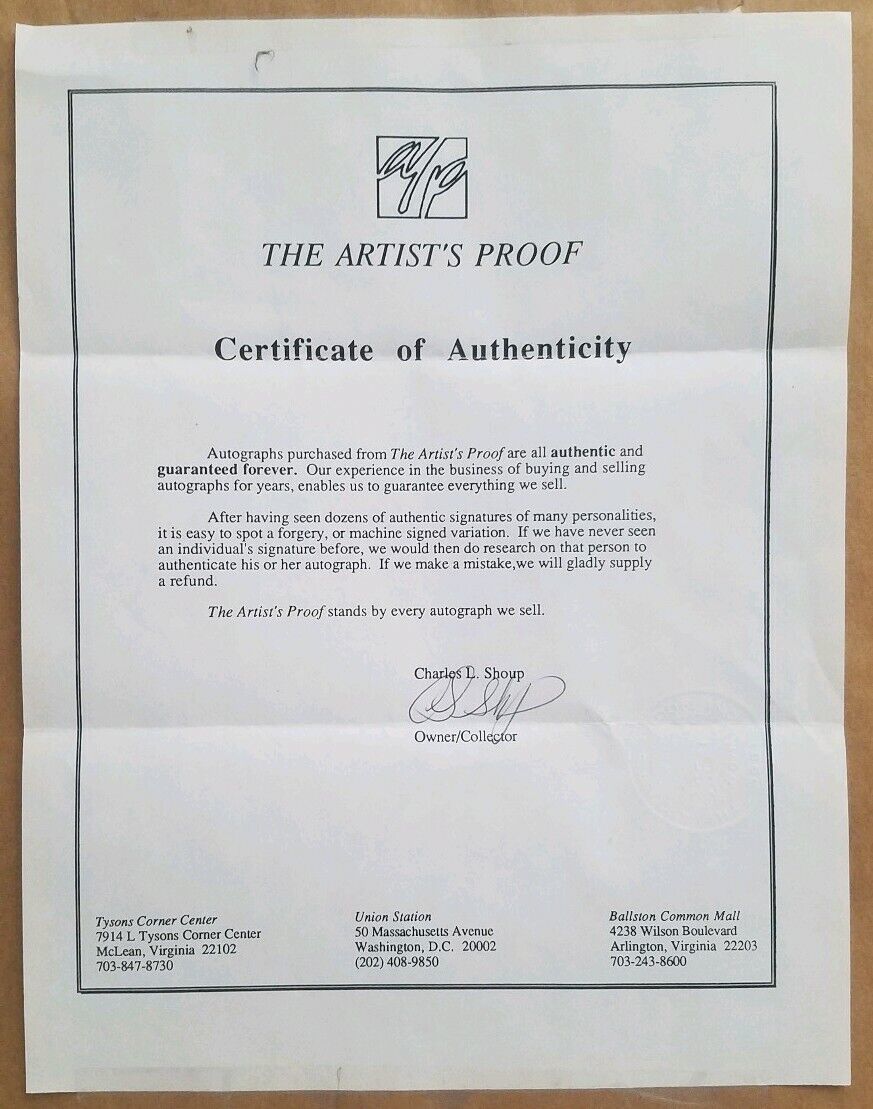 a/p
THE ARTIST'S PROOF
Certificate of Authenticity
Autographs purchased from The Artist's Proof are all authentic and
guaranteed forever. Our experience in the business of buying and selling
autographs for years, enables us to guarantee everything we sell.
After having seen dozens of authentic signatures of many personalities,
it is easy to spot a forgery, or machine signed variation. If we have never seen
an individual's signature before, we would then do research on that person to
authenticate his or her autograph. If we make a mistake,we will gladly supply
a refund.
The Artist's Proof stands by every autograph we sell.
Charles L. Shoup
Owner/Collector
Tysons Corner Center
7914 L Tysons Corner Center
McLean, Virginia 22102
703-847-8730
Union Station
50 Massachusetts Avenue
Washington, D.C. 20002
(202) 408-9850
Ballston Common Mall
4238 Wilson Boulevard
Arlington, Virginia 22203
703-243-8600